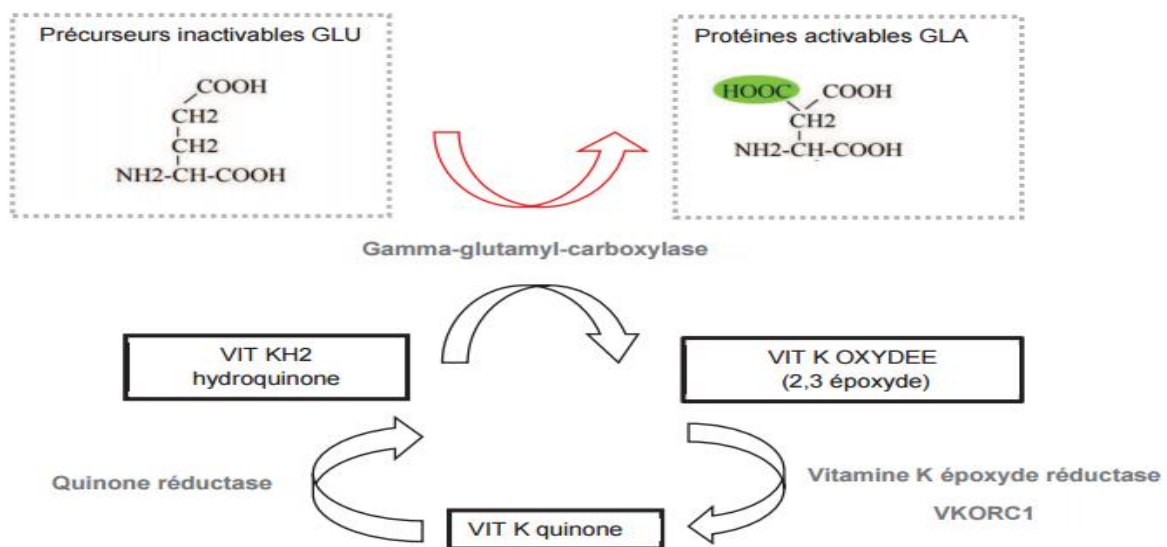 Précurseurs inactivables GLU
COOH
CH2
CH2
NH2-CH-COOH
Protéines activables GLA
HOOC COOH
CH2
NH2-CH-COOH
Gamma-glutamyl-carboxylase
VIT KH2
hydroquinone
VIT K OXYDEE
(2,3 époxyde)
Quinone réductase
Vitamine K époxyde réductase
VKORC1
VIT K quinone